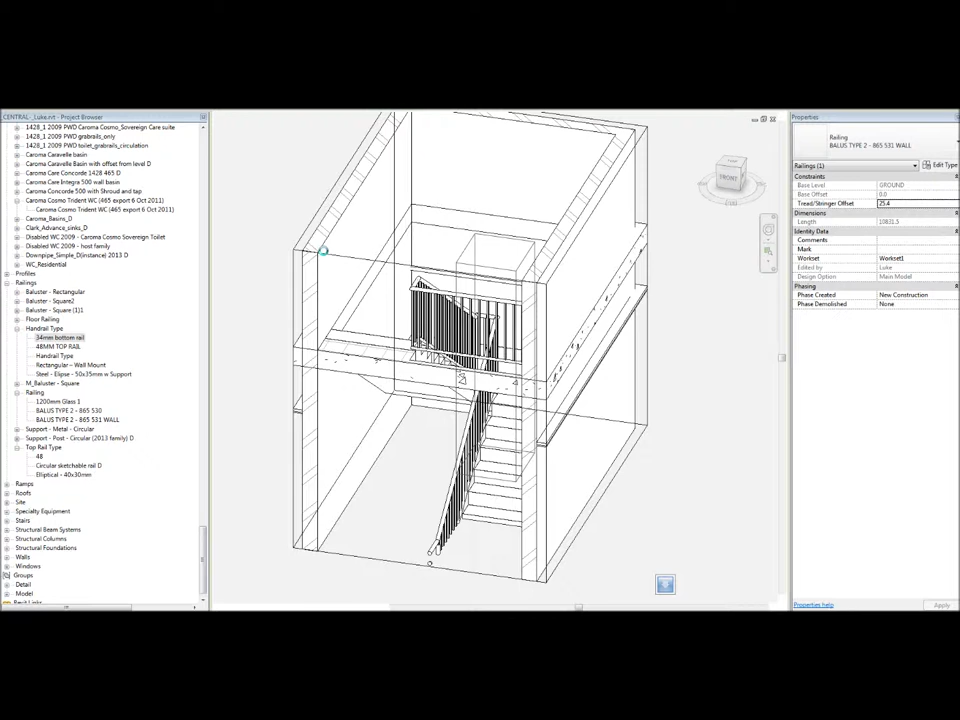 CENTRAL-_Luke.rvt - Project Browser
1428_1 2009 PWD Caroma Cosmo_Sovereign Care suite
1428_1 2009 PWD grabrails_only
1428_1 2009 PWD toilet_grabrails_circulation
Caroma Caravelle basin
Caroma Caravelle Basin with offset from level D
Caroma Care Concorde 1428 465 D
Caroma Care Integra 500 wall basin
Caroma Concorde 500 with Shroud and tap
Caroma Cosmo Trident WC (465 export 6 Oct 2011)
Caroma Cosmo Trident WC (465 export 6 Oct 2011)
Caroma_Basins_D
Clark_Advance_sinks_D
Disabled WC 2009 - Caroma Cosmo Sovereign Toilet
Disabled WC 2009 - host family
Downpipe_Simple_D(instance) 2013 D
WC_Residential
Profiles
Railings
Baluster - Rectangular
Baluster - Square2
Baluster - Square (1)1
Floor Railing
Handrail Type
34mm bottom rail
48MM TOP RAIL
Handrail Type
Rectangular - Wall Mount
Steel - Elipse - 50x35mm w Support
M_Baluster - Square
Railing
1200mm Glass 1
BALUS TYPE 2 - 865 530
BALUS TYPE 2 - 865 531 WALL
Support - Metal - Circular
Support - Post - Circular (2013 family) D
Top Rail Type
48
Circular sketchable rail D
Elliptical - 40x30mm
Ramps
Roofs
Site
Specialty Equipment
Stairs
Structural Beam Systems
Structural Columns
Structural Foundations
Walls
Windows
Groups
Detail
Model
Revit Links
FRONT
Properties
Railing
BALUS TYPE 2 - 865 531 WALL
Railings (1)
Edit Type
Constraints
Base Level GROUND
Base Offset 0.0
Tread/Stringer Offset 25.4
Dimensions
Length 10831.5
Identity Data
Comments
Mark
Workset Workset1
Edited by Luke
Design Option Main Model
Phasing
Phase Created New Construction
Phase Demolished None
Properties help
Apply